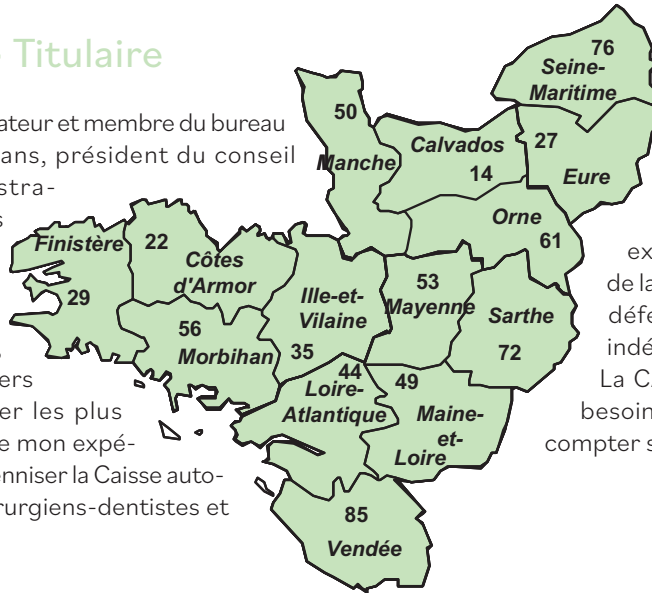 Titulaire
ateur et membre du bureau
ans, président du conseil
stra-
s
ers
er les plus
e mon expé-
enniser la Caisse auto-
rurgiens-dentistes et
76
Seine-
Maritime
50
Manche
Calvados
14
27
Eure
Orne
61
Finistère
29
22
Côtes
d'Armor
56
Morbihan
Ille-et-
Vilaine
35
53
Mayenne
Sarthe
72
44
Loire-
Atlantique
49
Maine-
et-
Loire
85
Vendée
ex
de la
défe
indé
La CA
besoin
compter s